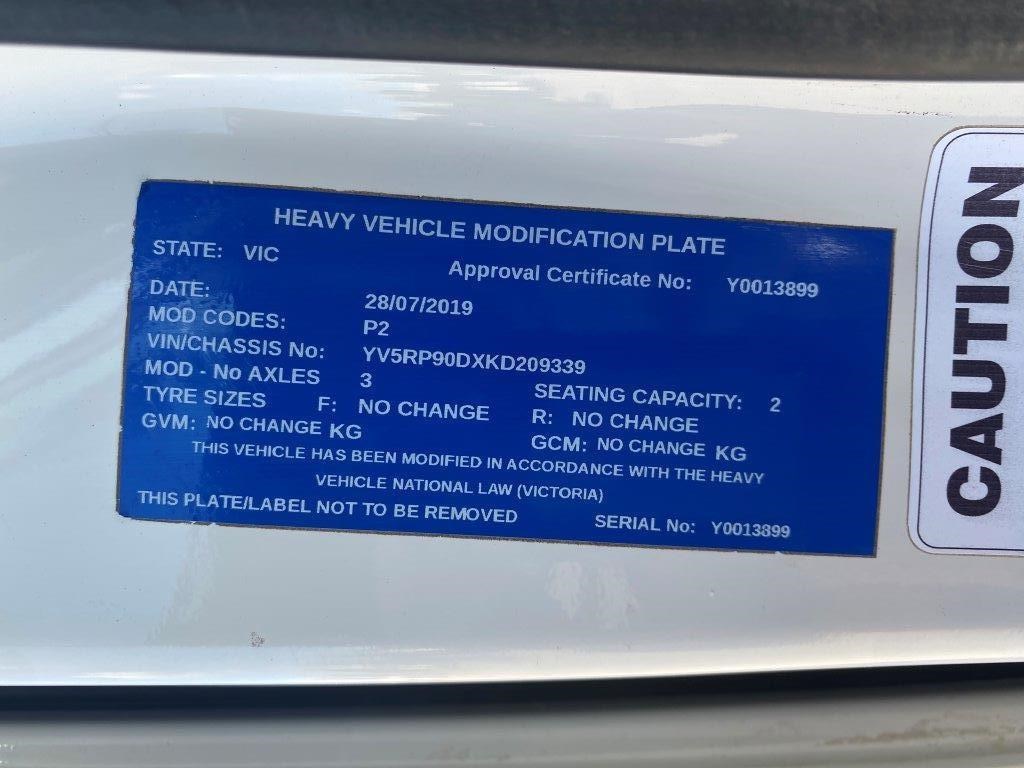 HEAVY VEHICLE MODIFICATION PLATE
STATE: VIC
Approval Certificate No: Y0013899
DATE: 28/07/2019
MOD CODES: P2
VIN/CHASSIS No: YV5RP90DXKD209339
MOD - No AXLES 3 SEATING CAPACITY: 2
TYRE SIZES F: NO CHANGE R: NO CHANGE
GVM: NO CHANGE KG GCM: NO CHANGE KG
THIS VEHICLE HAS BEEN MODIFIED IN ACCORDANCE WITH THE HEAVY
VEHICLE NATIONAL LAW (VICTORIA)
THIS PLATE/LABEL NOT TO BE REMOVED SERIAL No: Y0013899
CAUTION